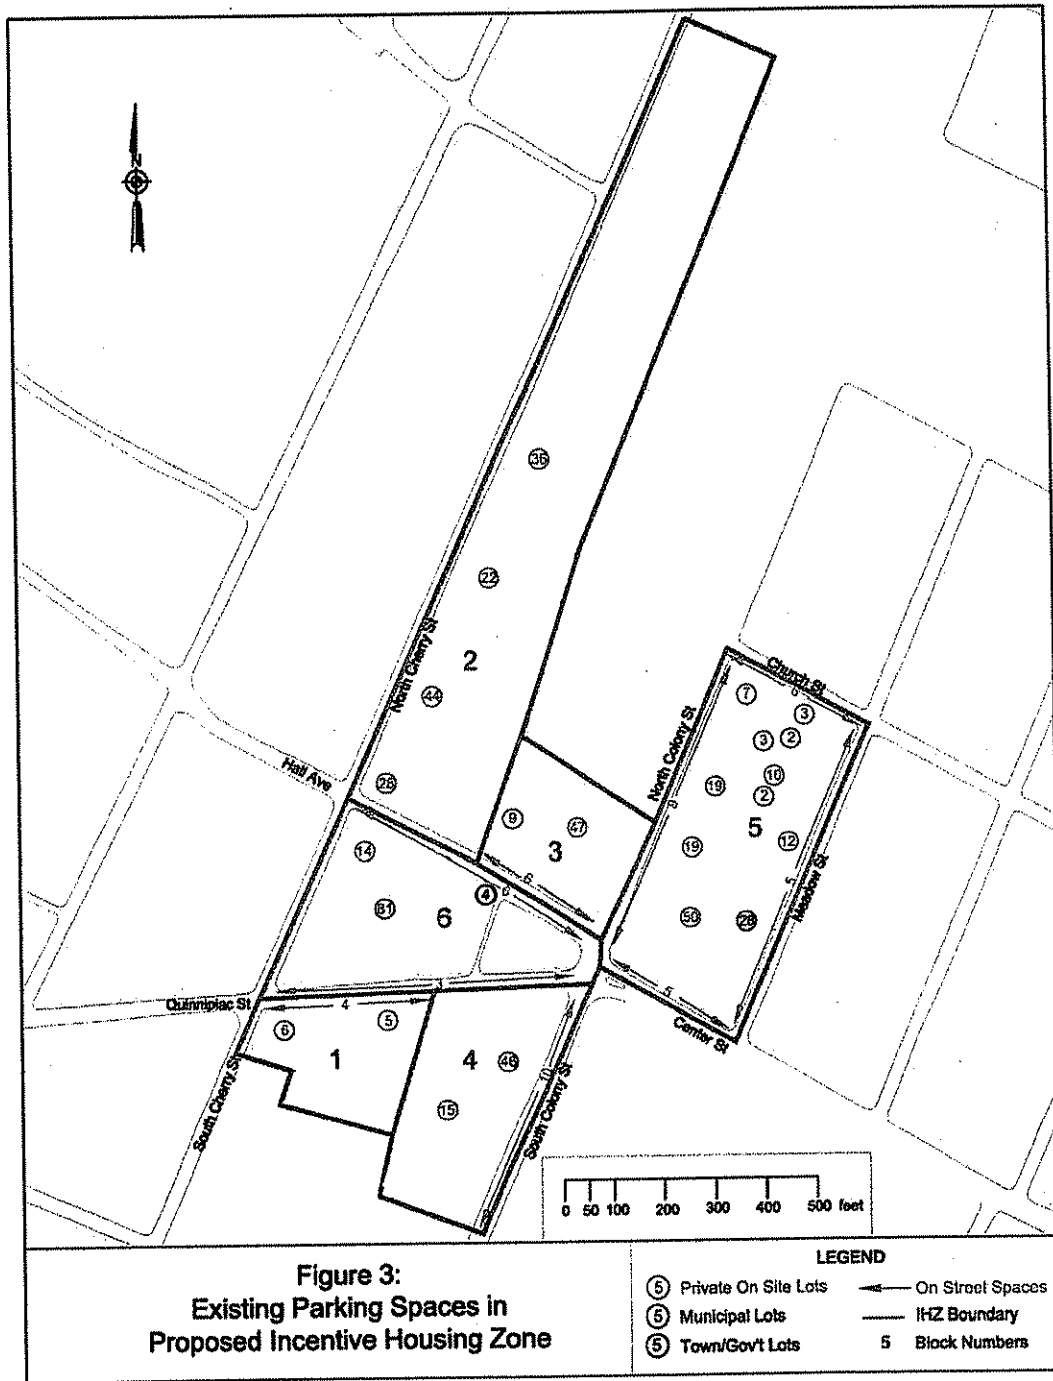 N
36
22
North Cherry St
2
44
Church St
6
7
3
3
2
North Colony St
10
19
2
Hall Ave
5
9
47
12
3
19
14
6
5
Meadow St
4
6
81
6
50
28
5
3
Quinnipiac St
4
Center St
6
5
1
4
46
10
South Cherry St
15
South Colony St
0 50 100 200 300 400 500 feet
Figure 3:
Existing Parking Spaces in
Proposed Incentive Housing Zone
LEGEND
5 Private On Site Lots
On Street Spaces
5 Municipal Lots
IHZ Boundary
5 Town/Gov't Lots
5 Block Numbers